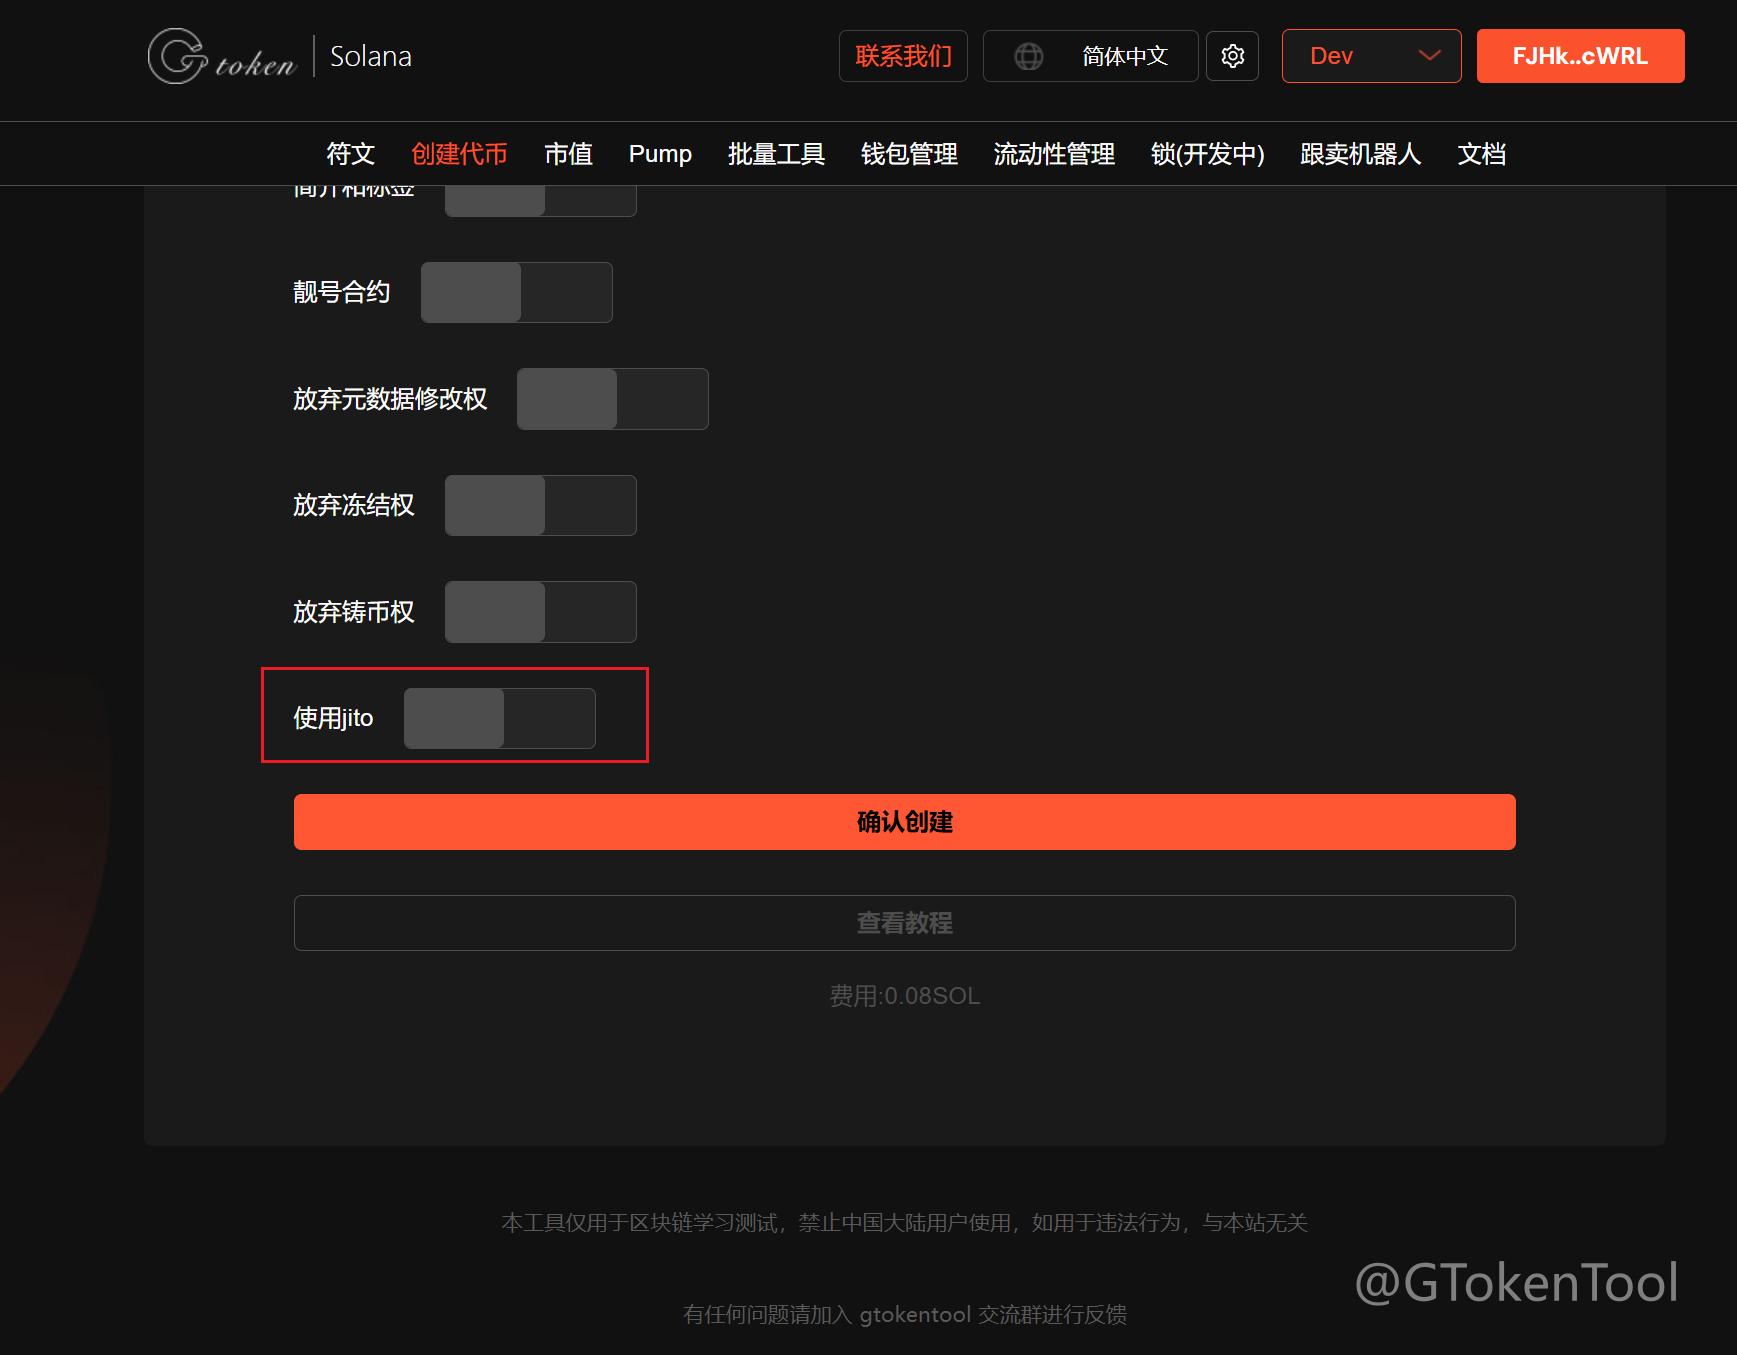 Gtoken | Solana
联系我们
简体中文
Dev
FJHk..cWRL
符文 创建代币 市值 Pump 批量工具 钱包管理 流动性管理 锁(开发中) 跟卖机器人 文档
简介和标签
靓号合约
放弃元数据修改权
放弃冻结权
放弃铸币权
使用jito
确认创建
查看教程
费用:0.08SOL
本工具仅用于区块链学习测试，禁止中国大陆用户使用，如用于违法行为，与本站无关
@GTokenTool
有任何问题请加入 gtokentool 交流群进行反馈